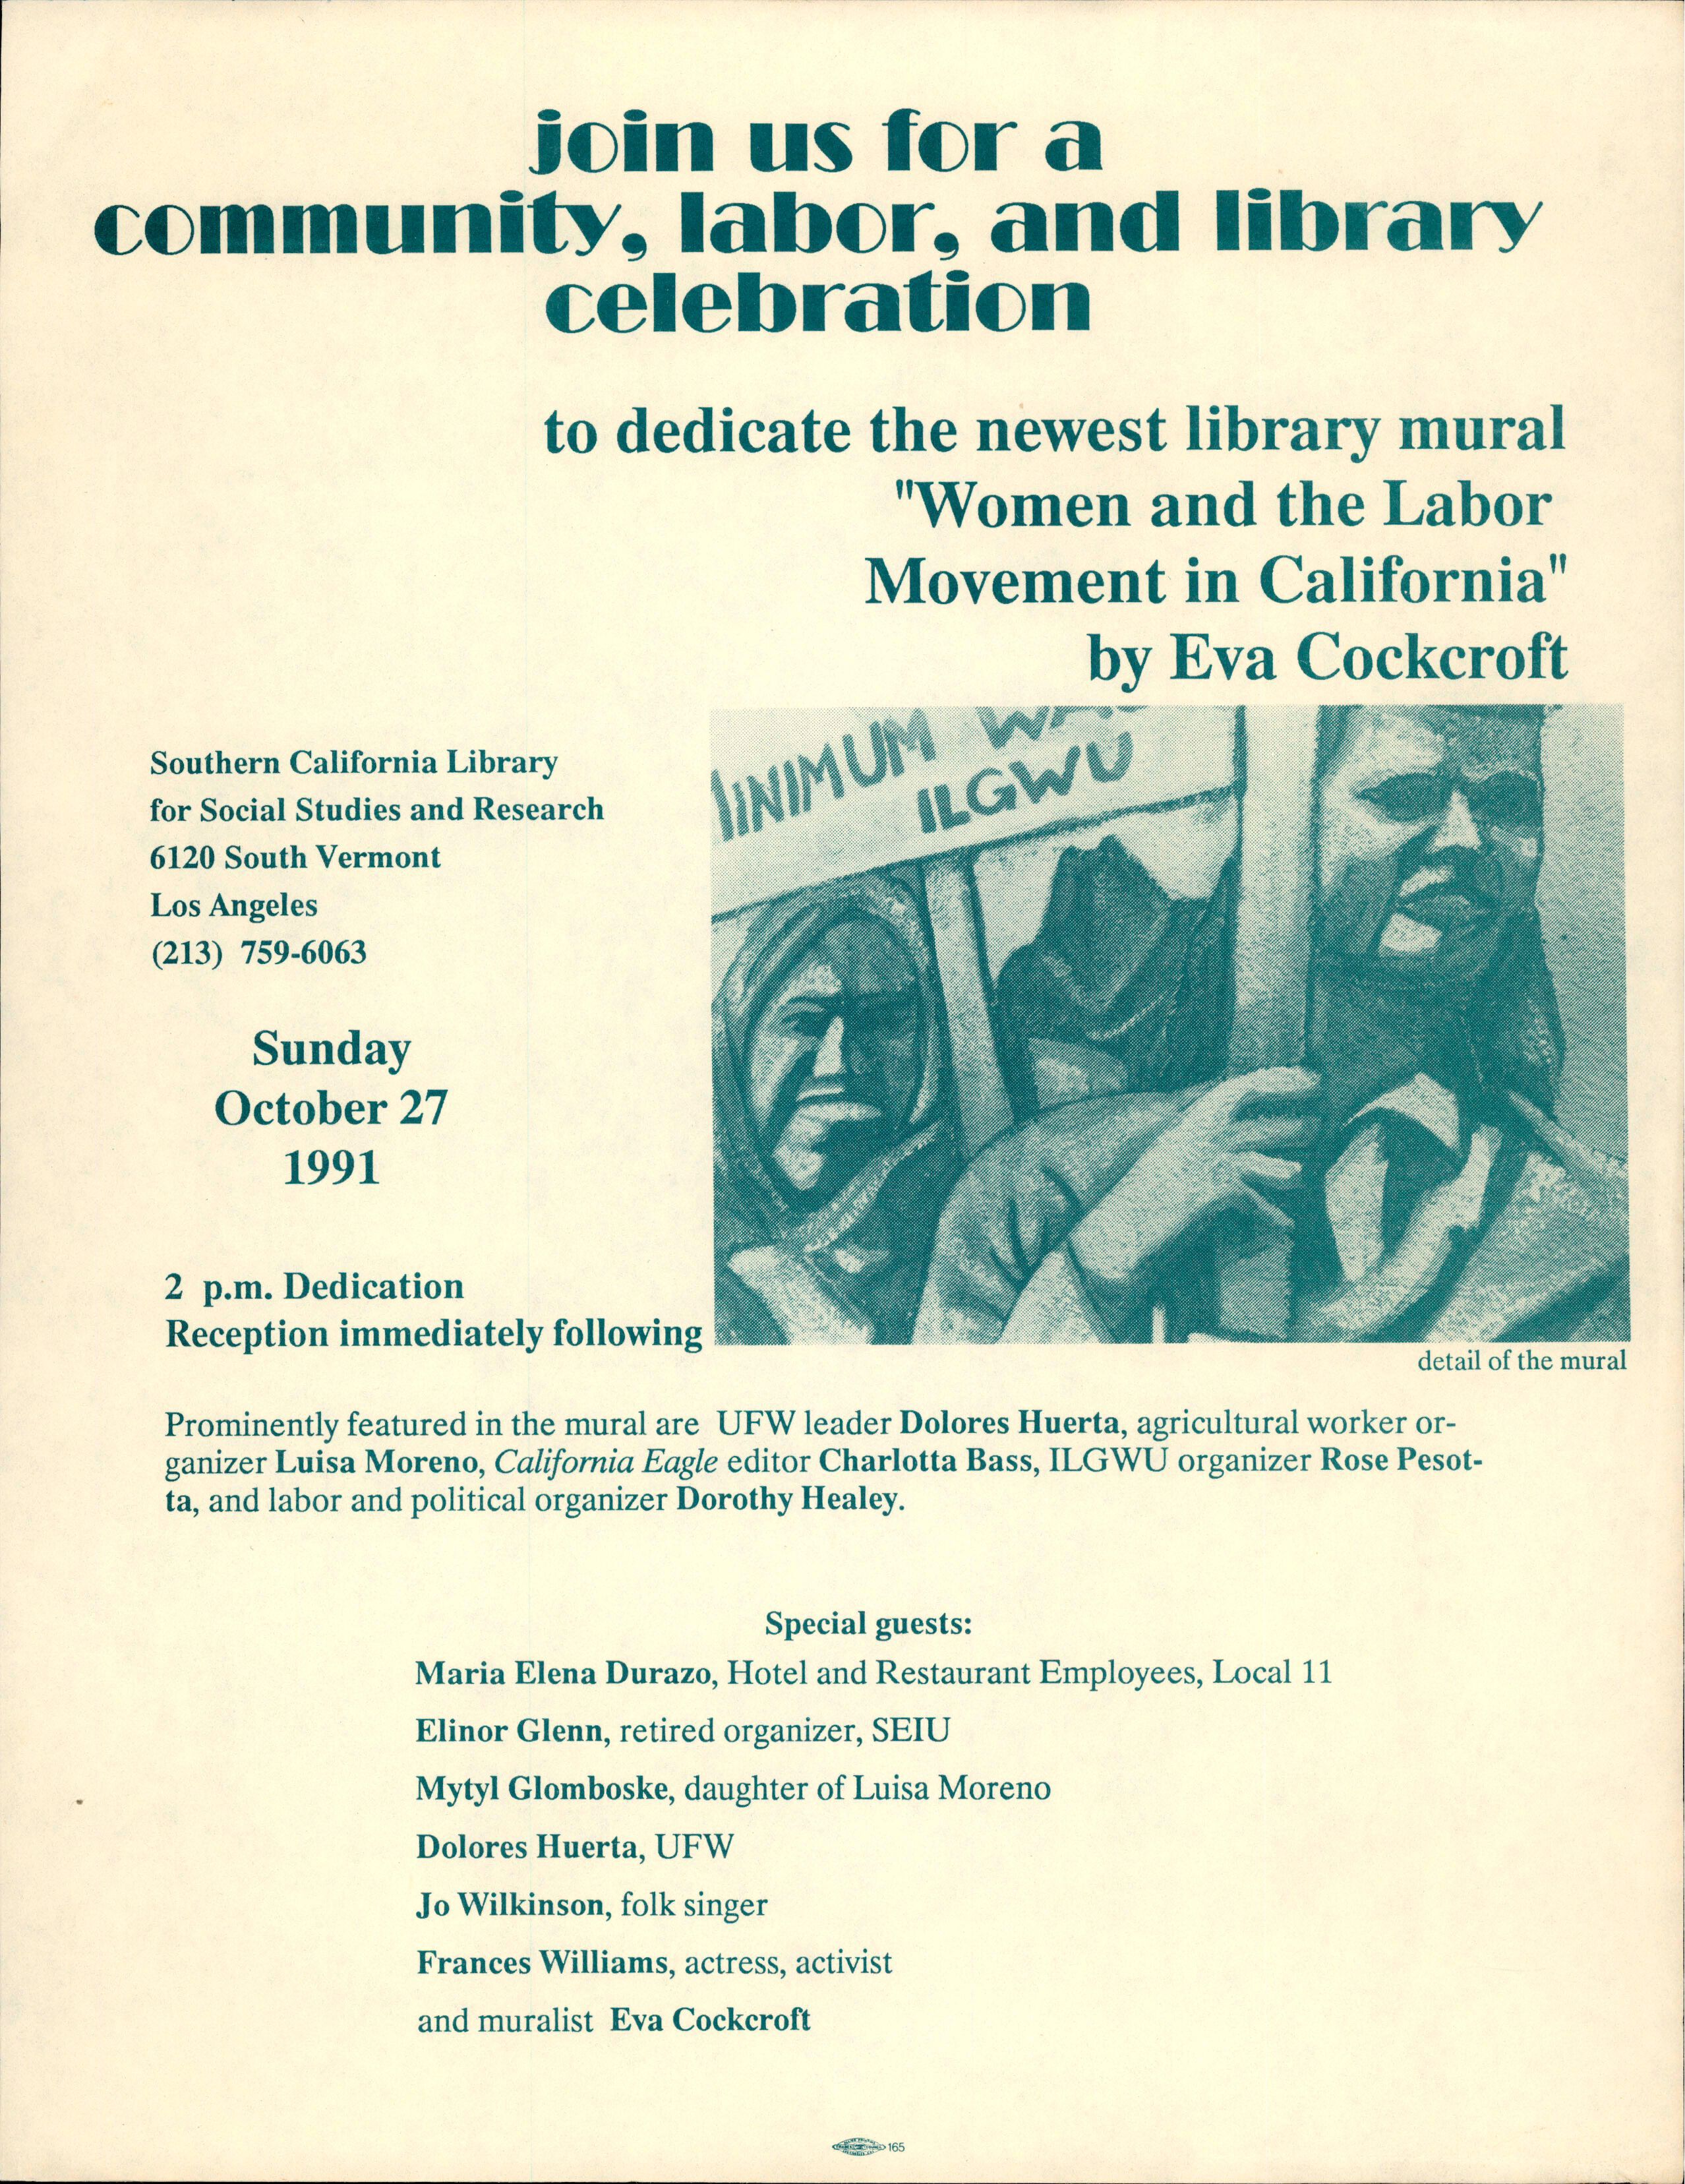 join us for a
community, labor, and library
celebration
to dedicate the newest library mural
"Women and the Labor
Movement in California"
by Eva Cockcroft
Southern California Library
for Social Studies and Research
6120 South Vermont
Los Angeles
(213) 759-6063
Sunday
October 27
1991
2 p.m. Dedication
Reception immediately following
MINIMUM
ILGWU
detail of the mural
Prominently featured in the mural are UFW leader Dolores Huerta, agricultural worker or-
ganizer Luisa Moreno, California Eagle editor Charlotta Bass, ILGWU organizer Rose Pesot-
ta, and labor and political organizer Dorothy Healey.
Special guests:
Maria Elena Durazo, Hotel and Restaurant Employees, Local 11
Elinor Glenn, retired organizer, SEIU
Mytyl Glomboske, daughter of Luisa Moreno
Dolores Huerta, UFW
Jo Wilkinson, folk singer
Frances Williams, actress, activist
and muralist Eva Cockcroft
165